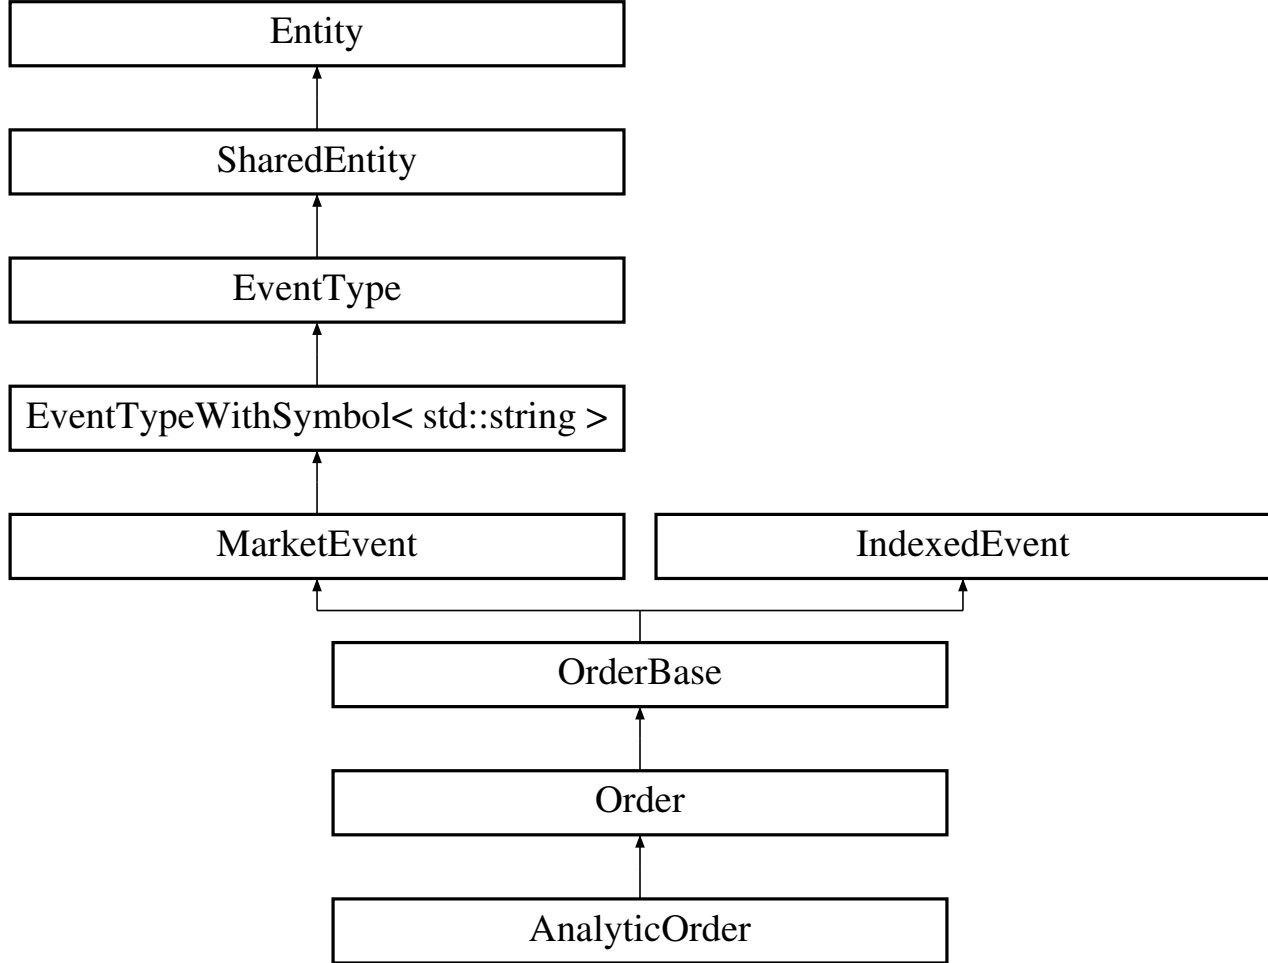 Entity
SharedEntity
EventType
EventTypeWithSymbol< std::string >
MarketEvent
IndexedEvent
OrderBase
Order
AnalyticOrder